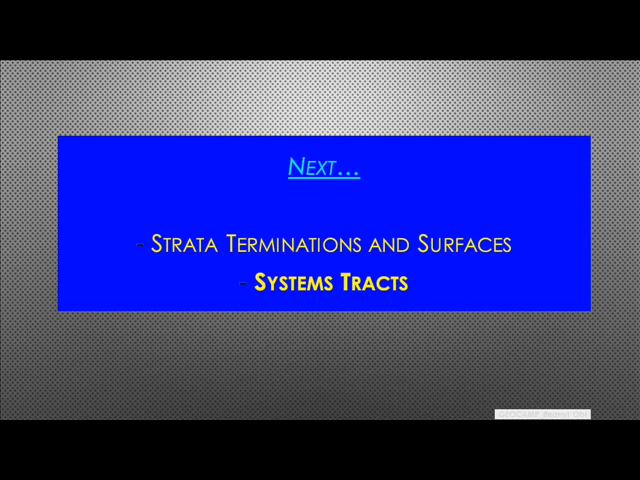 NEXT...
- STRATA TERMINATIONS AND SURFACES
- SYSTEMS TRACTS